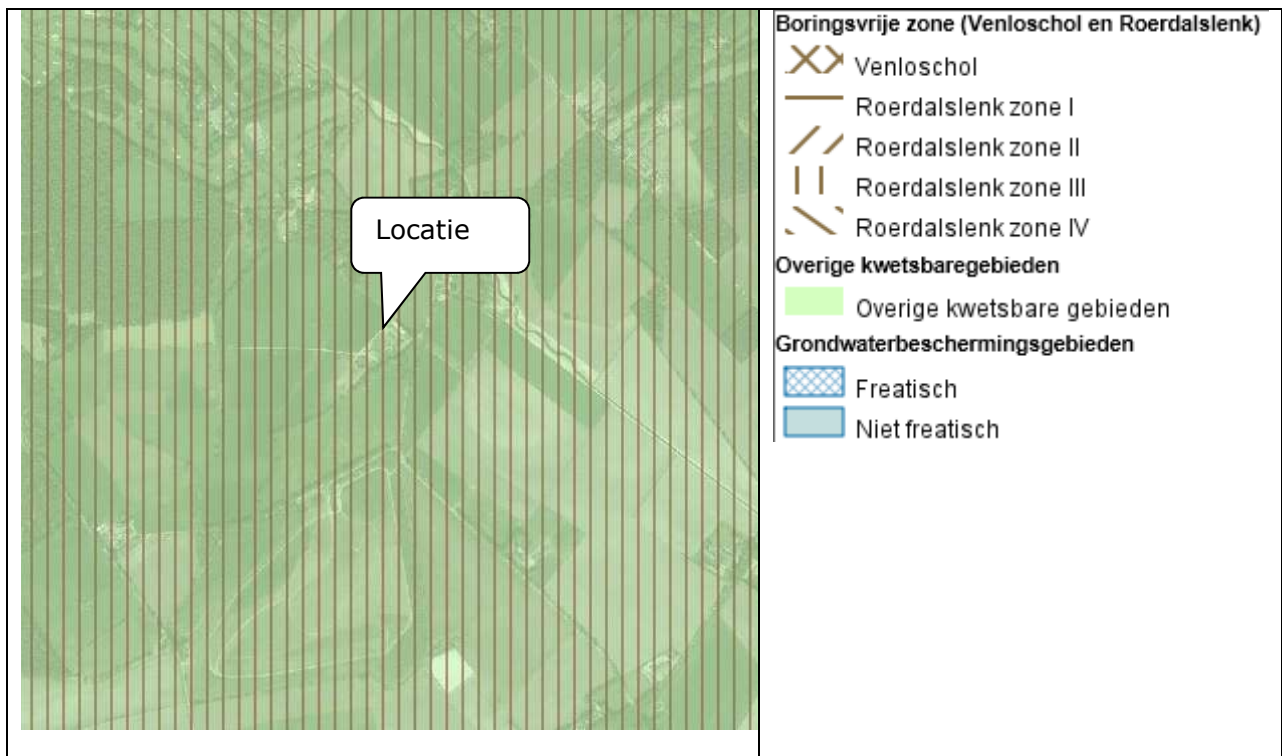 Locatie
Boringsvrije zone (Venloschol en Roerdalslenk)
Venloschol
Roerdalslenk zone I
Roerdalslenk zone II
Roerdalslenk zone III
Roerdalslenk zone IV
Overige kwetsbaregebieden
Overige kwetsbare gebieden
Grondwaterbeschermingsgebieden
Freatisch
Niet freatisch